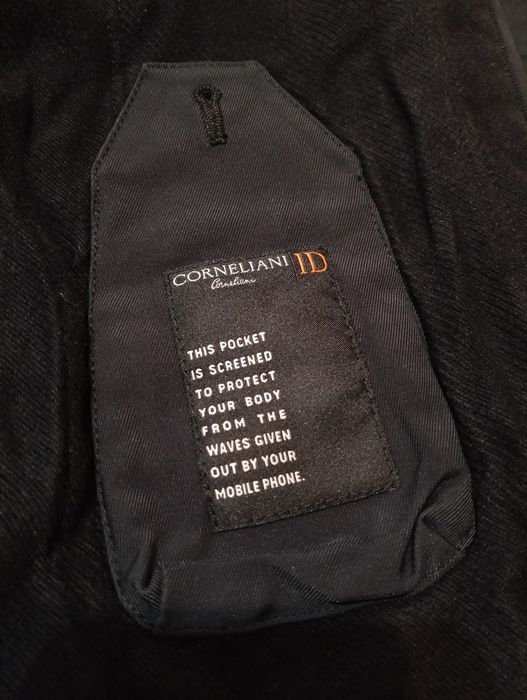 CORNELIANI ID
Corneliani
THIS POCKET
IS SCREENED
TO PROTECT
YOUR BODY
FROM THE
WAVES GIVEN
OUT BY YOUR
MOBILE PHONE.